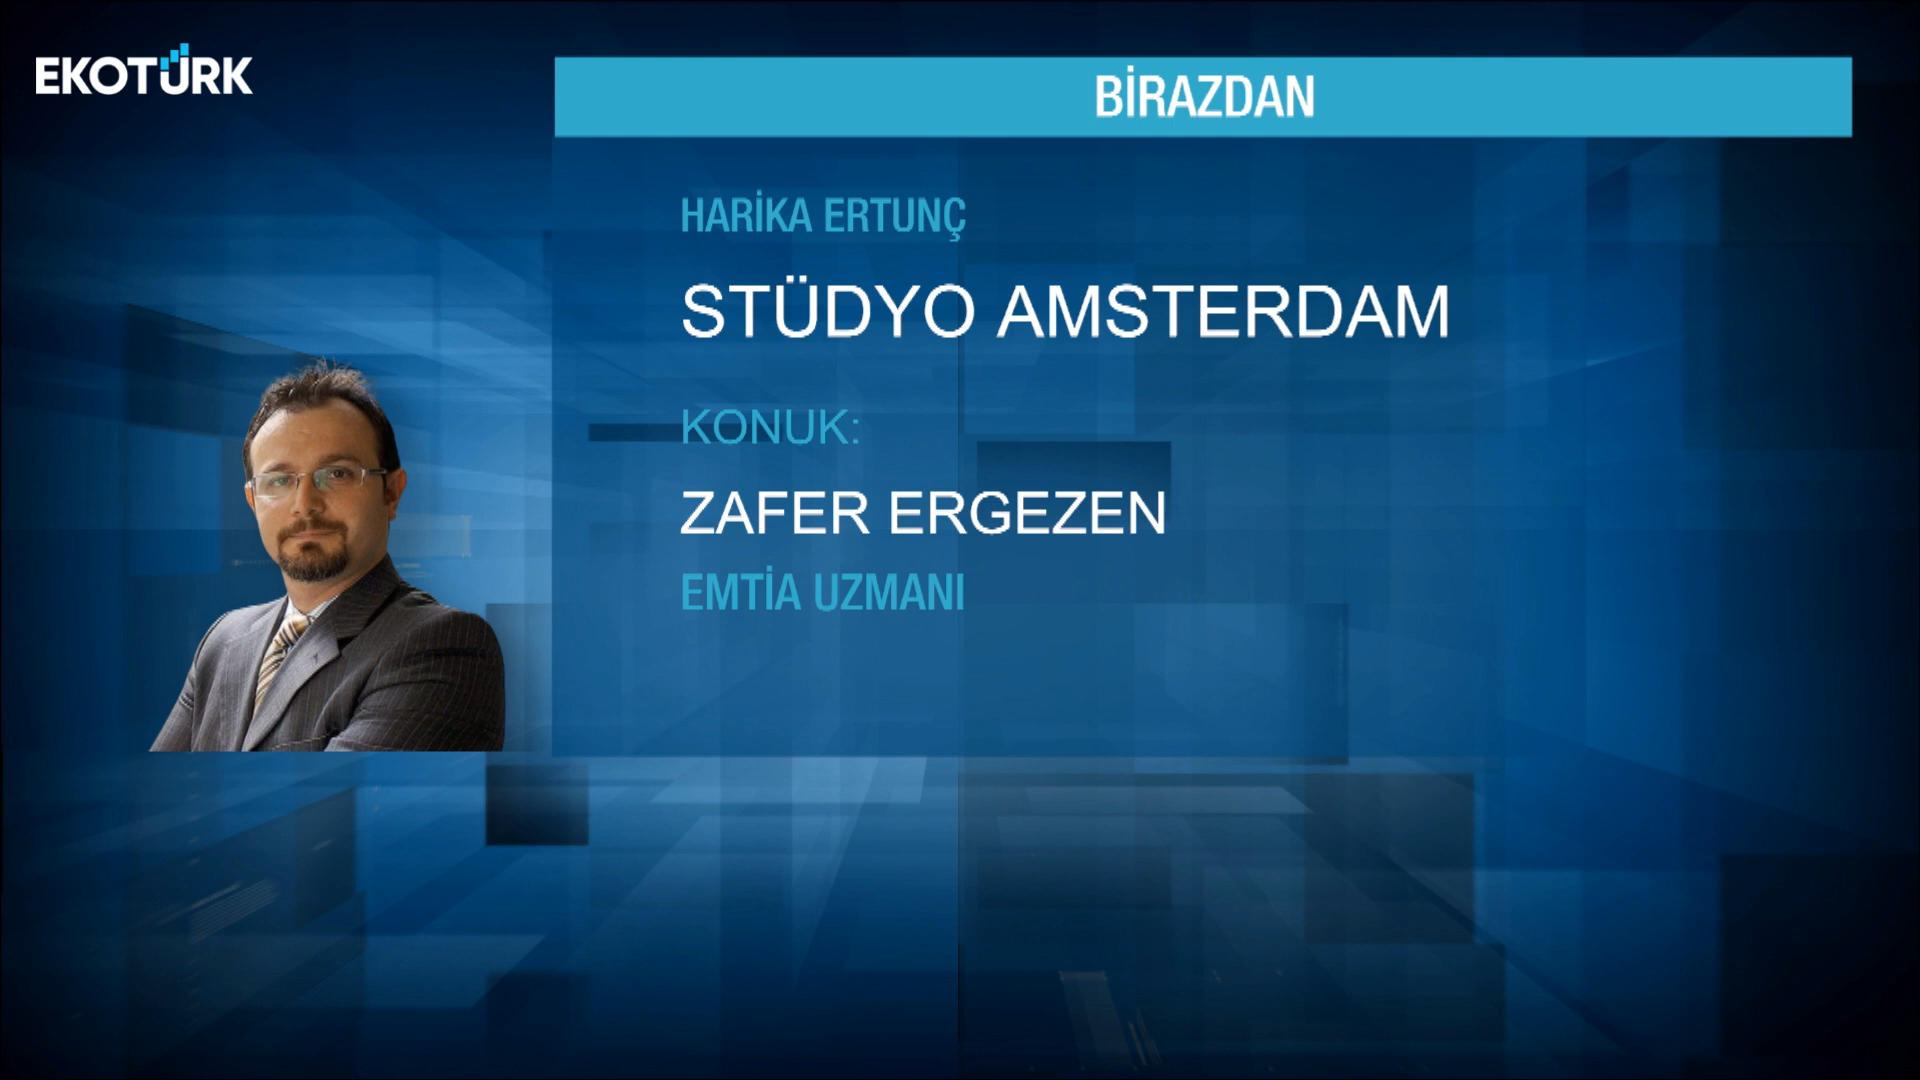 EKOTÜRK
BİRAZDAN
HARİKA ERTUNÇ
STÜDYO AMSTERDAM
KONUK:
ZAFER ERGEZEN
EMTİA UZMANI